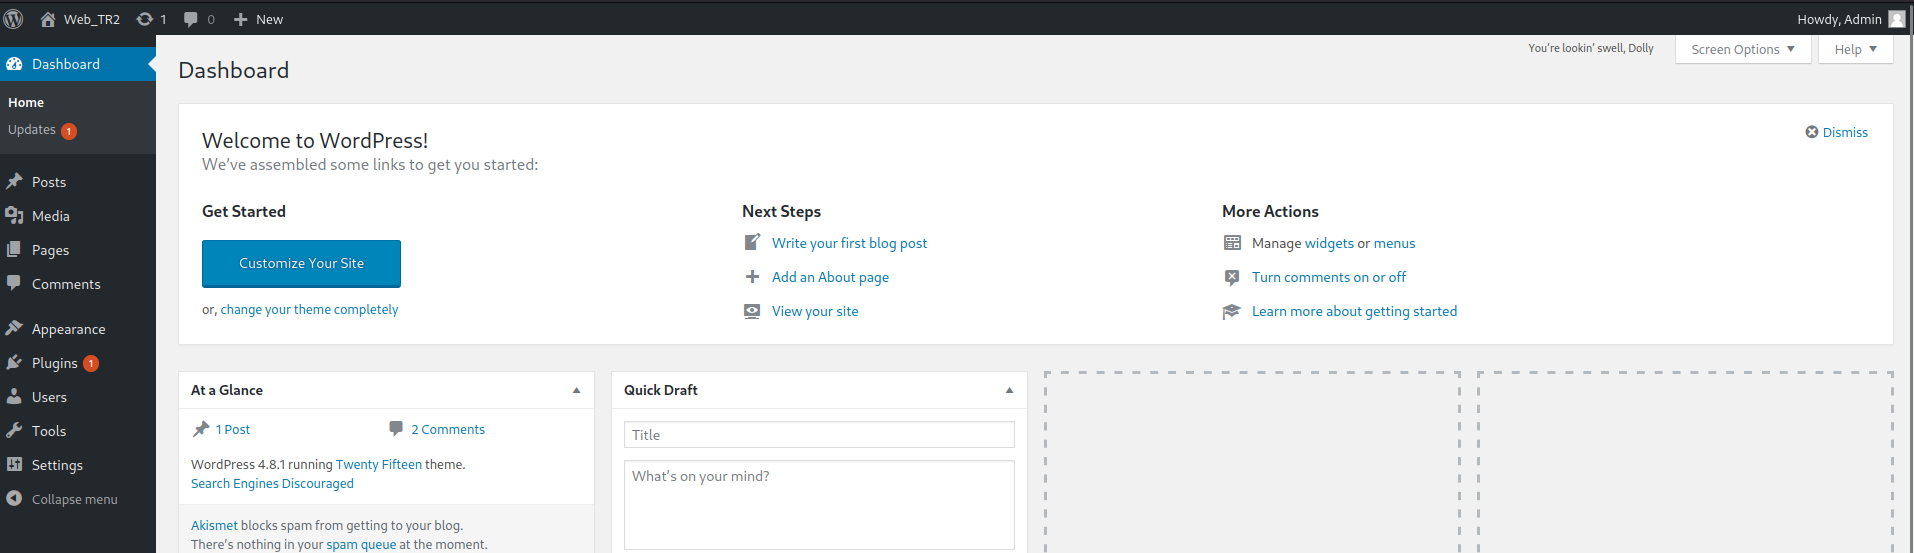 Web_TR2 1 0 New Howdy, Admin
Dashboard
Home
Updates 1
Posts
Media
Pages
Comments
Appearance
Plugins 1
Users
Tools
Settings
Collapse menu
You're lookin' swell, Dolly Screen Options Help
Dashboard
Welcome to WordPress!
Dismiss
We've assembled some links to get you started:
Get Started
Customize Your Site
or, change your theme completely
Next Steps
Write your first blog post
Add an About page
View your site
More Actions
Manage widgets or menus
Turn comments on or off
Learn more about getting started
At a Glance
1 Post 2 Comments
WordPress 4.8.1 running Twenty Fifteen theme.
Search Engines Discouraged
Akismet blocks spam from getting to your blog.
There's nothing in your spam queue at the moment.
Quick Draft
Title
What's on your mind?